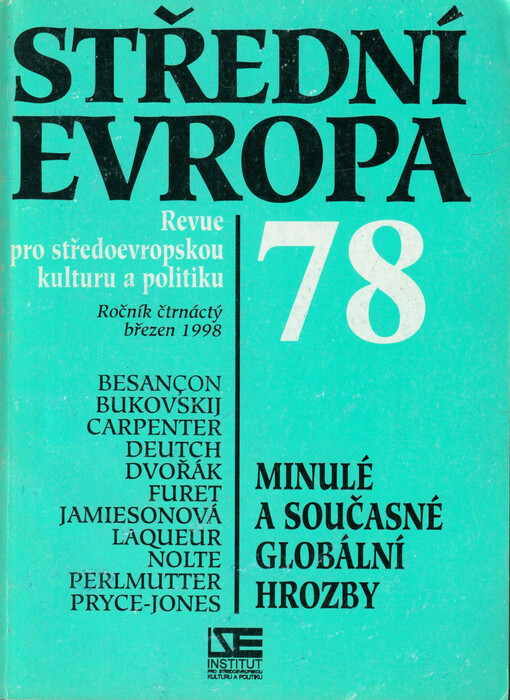 STŘEDNÍ
EVROPA
Revue
pro středoevropskou
kulturu a politiku
78
Ročník čtrnáctý
březen 1998
BESANÇON
BUKOVSKIJ
CARPENTER
DEUTCH
DVOŘÁK
FURET
JAMIESONOVÁ
LAQUEUR
NOLTE
PERLMUTTER
PRYCE-JONES
MINULÉ
A SOUČASNÉ
GLOBÁLNÍ
HROZBY
ISE
INSTITUT
PRO STŘEDOEVROPSKOU
KULTURU A POLITIKU